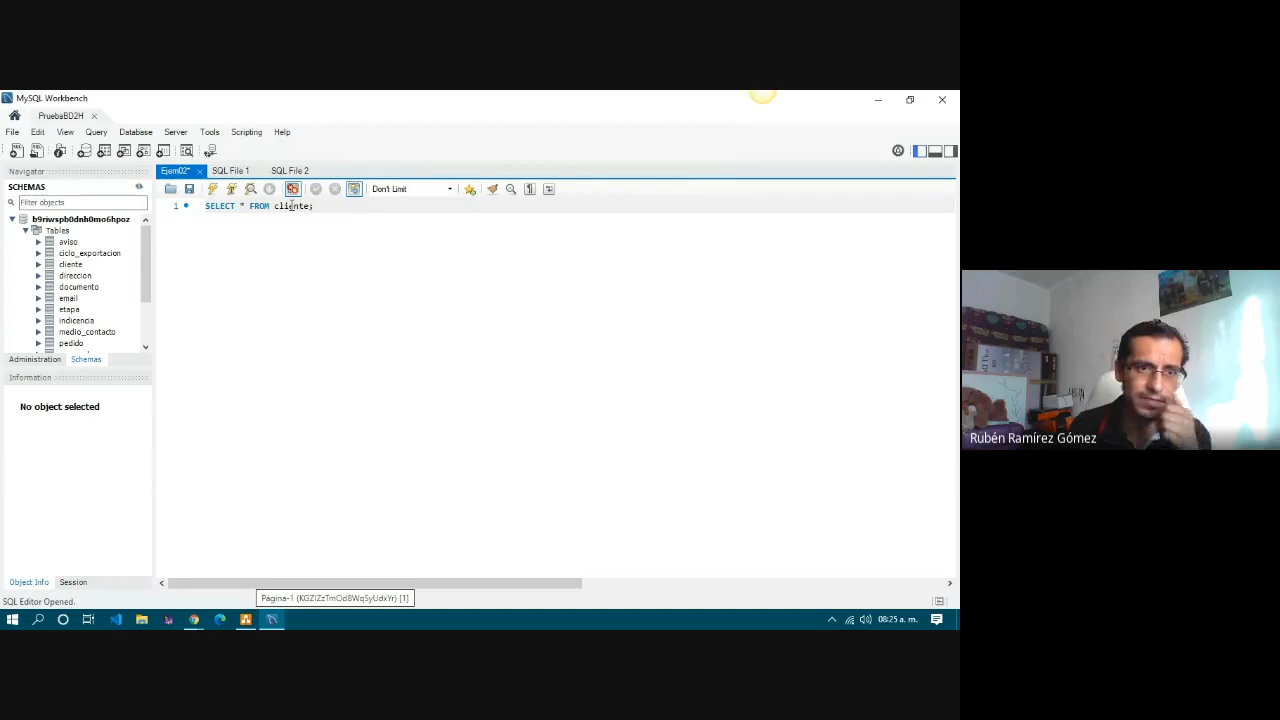 MySQL Workbench
PruebaBD2H
File Edit View Query Database Server Tools Scripting Help
Navigator
Ejem02* SQL File 1 SQL File 2
SCHEMAS
Don't Limit
Filter objects
1 SELECT * FROM cliente;
b9riwspb0dnh0mo6hpoz
Tables
aviso
ciclo_exportacion
cliente
direccion
documento
email
etapa
indicencia
medio_contacto
pedido
Administration Schemas
Information
No object selected
Rubén Ramírez Gómez
Object Info Session
SQL Editor Opened.
08:25 a. m.